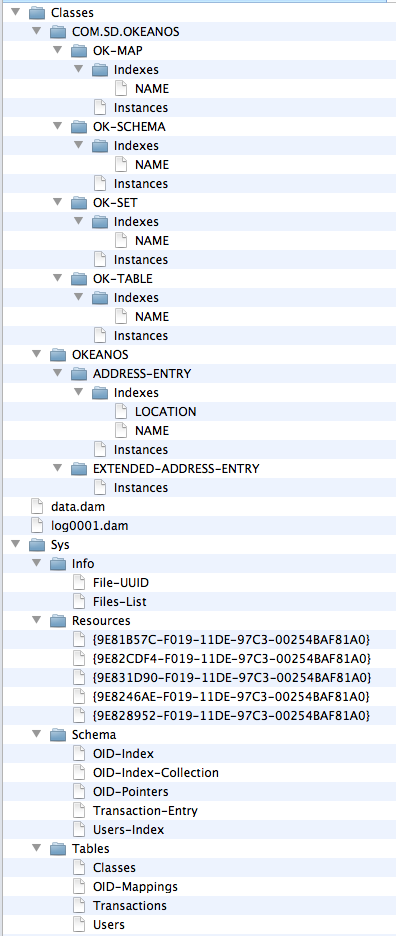 Classes
COM.SD.OKEANOS
OK-MAP
Indexes
NAME
Instances
OK-SCHEMA
Indexes
NAME
Instances
OK-SET
Indexes
NAME
Instances
OK-TABLE
Indexes
NAME
Instances
OKEANOS
ADDRESS-ENTRY
Indexes
LOCATION
NAME
Instances
EXTENDED-ADDRESS-ENTRY
Instances
data.dam
log0001.dam
Sys
Info
File-UUID
Files-List
Resources
{9E81B57C-F019-11DE-97C3-00254BAF81A0}
{9E82CDF4-F019-11DE-97C3-00254BAF81A0}
{9E831D90-F019-11DE-97C3-00254BAF81A0}
{9E8246AE-F019-11DE-97C3-00254BAF81A0}
{9E828952-F019-11DE-97C3-00254BAF81A0}
Schema
OID-Index
OID-Index-Collection
OID-Pointers
Transaction-Entry
Users-Index
Tables
Classes
OID-Mappings
Transactions
Users